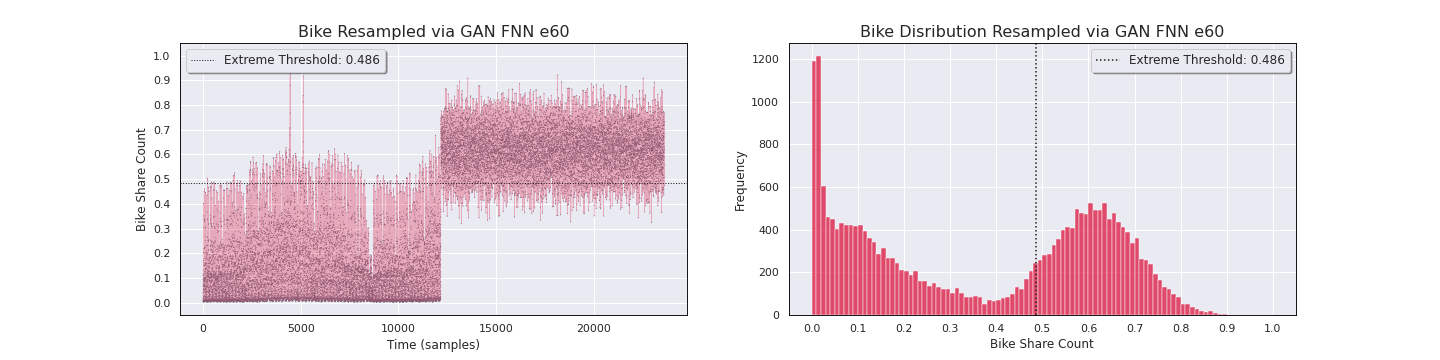 Bike Resampled via GAN FNN e60
Extreme Threshold: 0.486
1.0
0.9
0.8
0.7
0.6
0.5
0.4
0.3
0.2
0.1
0.0
Bike Share Count
0 5000 10000 15000 20000
Time (samples)
Bike Disribution Resampled via GAN FNN e60
Extreme Threshold: 0.486
1200
1000
800
600
400
200
0
Frequency
0.0 0.1 0.2 0.3 0.4 0.5 0.6 0.7 0.8 0.9 1.0
Bike Share Count